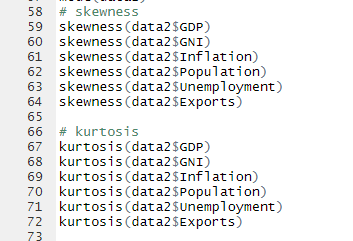 58 # skewness
59 skewness(data2$GDP)
60 skewness(data2$GNI)
61 skewness(data2$Inflation)
62 skewness(data2$Population)
63 skewness(data2$Unemployment)
64 skewness(data2$Exports)
65
66 # kurtosis
67 kurtosis(data2$GDP)
68 kurtosis(data2$GNI)
69 kurtosis(data2$Inflation)
70 kurtosis(data2$Population)
71 kurtosis(data2$Unemployment)
72 kurtosis(data2$Exports)
73